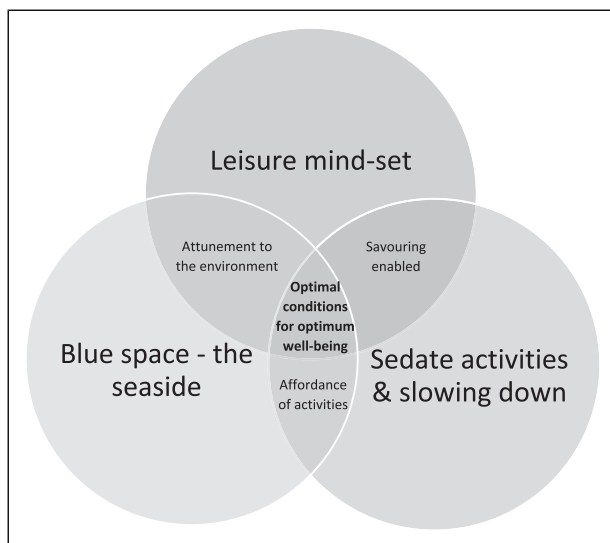 Leisure mind-set
Attunement to
the environment
Savouring
enabled
Optimal
conditions
for optimum
well-being
Blue space - the
seaside
Sedate activities
& slowing down
Affordance
of activities